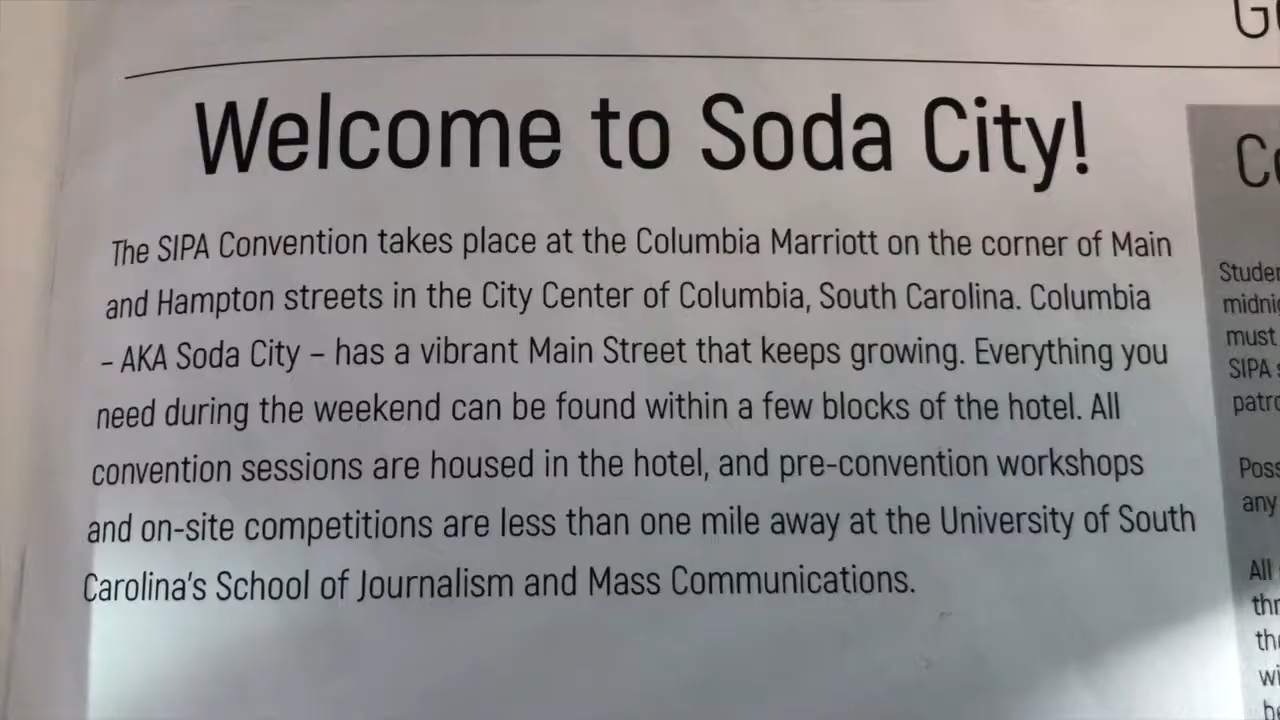 Welcome to Soda City!
The SIPA Convention takes place at the Columbia Marriott on the corner of Main
and Hampton streets in the City Center of Columbia, South Carolina. Columbia
– AKA Soda City – has a vibrant Main Street that keeps growing. Everything you
need during the weekend can be found within a few blocks of the hotel. All
convention sessions are housed in the hotel, and pre-convention workshops
and on-site competitions are less than one mile away at the University of South
Carolina's School of Journalism and Mass Communications.
must
SIPA
any
All